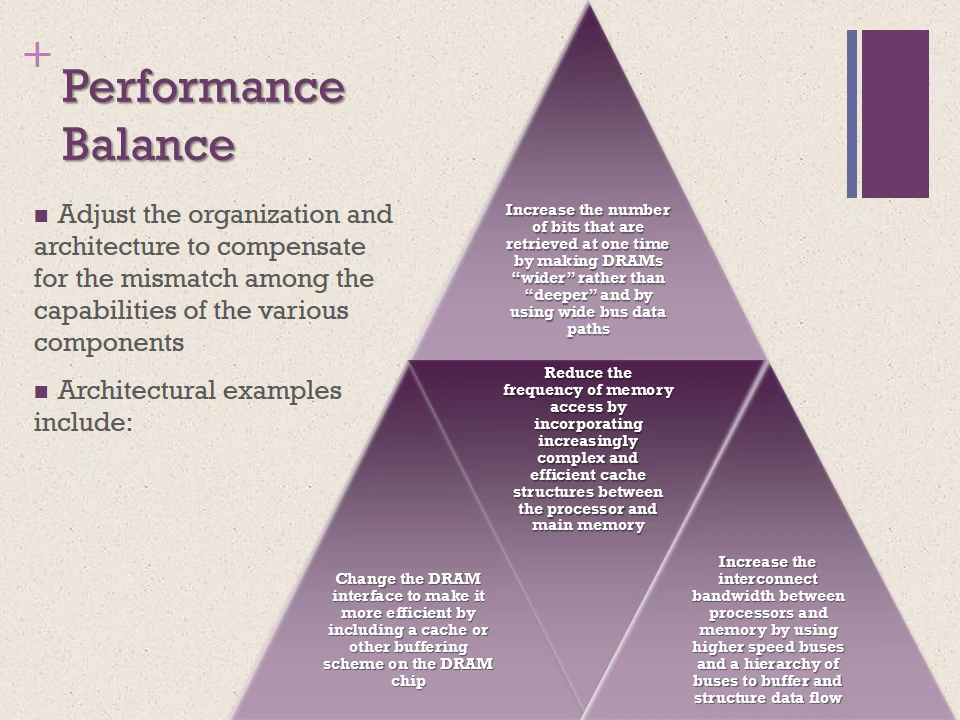 +
Performance
Balance
■ Adjust the organization and
architecture to compensate
for the mismatch among the
capabilities of the various
components
■ Architectural examples
include:
Increase the number
of bits that are
retrieved at one time
by making DRAMs
“wider” rather than
“deeper” and by
using wide bus data
paths
Reduce the
frequency of memory
access by
incorporating
increasingly
complex and
efficient cache
structures between
the processor and
main memory
Change the DRAM
interface to make it
more efficient by
including a cache or
other buffering
scheme on the DRAM
chip
Increase the
interconnect
bandwidth between
processors and
memory by using
higher speed buses
and a hierarchy of
buses to buffer and
structure data flow